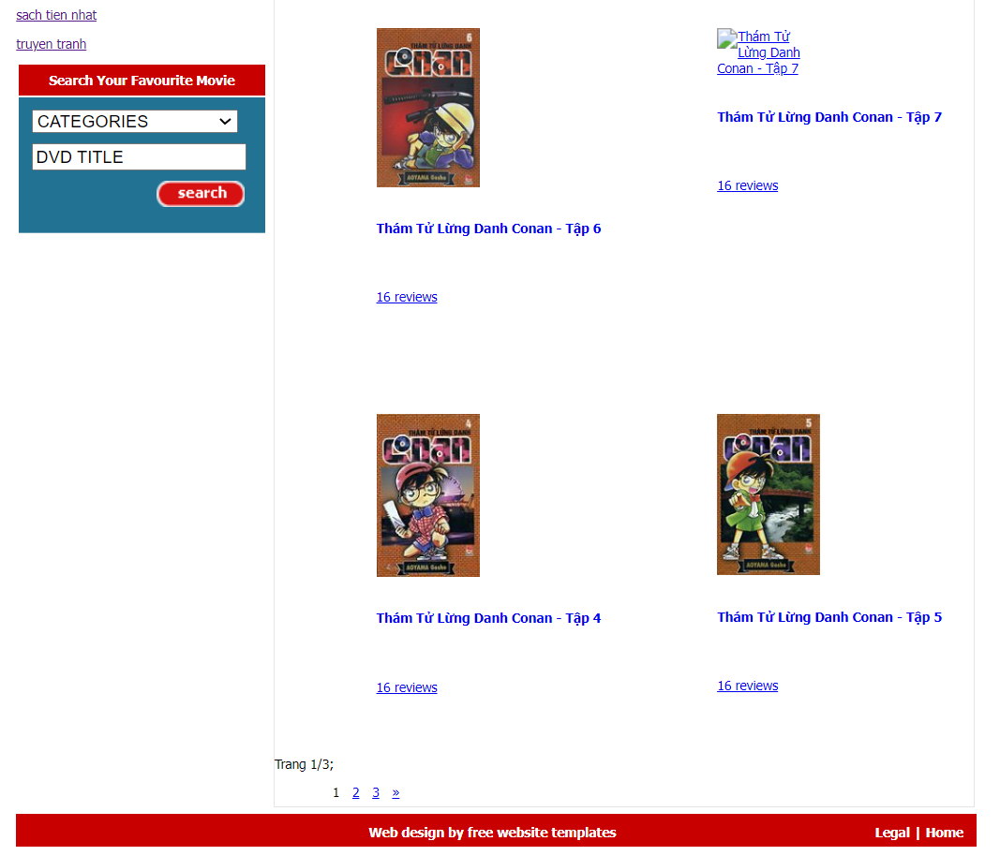 sach tien nhat
truyen tranh
Search Your Favourite Movie
CATEGORIES
DVD TITLE
search
6
THÁM TỬ LỪNG DANH
Conan
AOYAMA Gosho
Thám Tử Lừng Danh Conan - Tập 6
16 reviews
Thám Tử
Lừng Danh
Conan - Tập 7
Thám Tử Lừng Danh Conan - Tập 7
16 reviews
4
THÁM TỬ LỪNG DANH
Conan
AOYAMA Gosho
Thám Tử Lừng Danh Conan - Tập 4
16 reviews
5
THÁM TỬ LỪNG DANH
Conan
AOYAMA Gosho
Thám Tử Lừng Danh Conan - Tập 5
16 reviews
Trang 1/3;
1 2 3 »
Web design by free website templates
Legal | Home